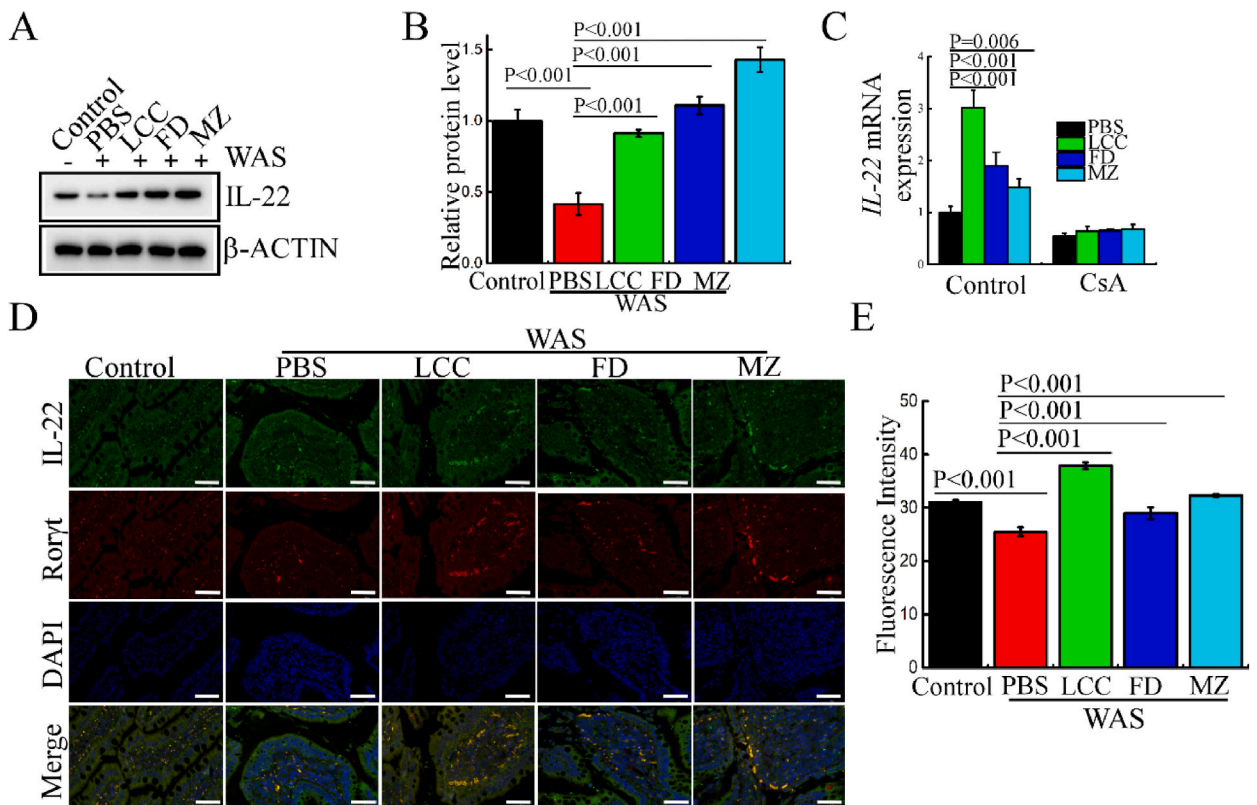 A
Control PBS LCC FD MZ
- + + + + WAS
IL-22
β-ACTIN
B
Relative protein level
1.5
1.0
0.5
0.0
P<0.001
P<0.001
P<0.001
P<0.001
Control PBS LCC FD MZ
WAS
C
IL-22 mRNA
expression
4
3
2
1
0
P=0.006
P<0.001
P<0.001
PBS
LCC
FD
MZ
Control CsA
D
WAS
Control PBS LCC FD MZ
IL-22
Rorγt
DAPI
Merge
E
Fluorescence Intensity
50
40
30
20
10
0
P<0.001
P<0.001
P<0.001
P<0.001
Control PBS LCC FD MZ
WAS